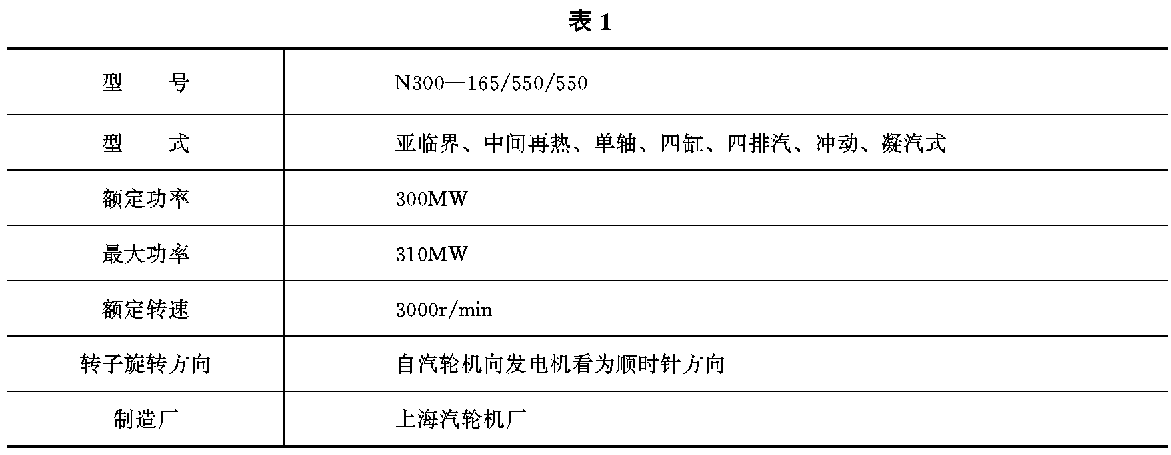 表 1
型 号 N300—165/550/550
型 式 亚临界、中间再热、单轴、四缸、四排汽、冲动、凝汽式
额定功率 300MW
最大功率 310MW
额定转速 3000r/min
转子旋转方向 自汽轮机向发电机看为顺时针方向
制造厂 上海汽轮机厂